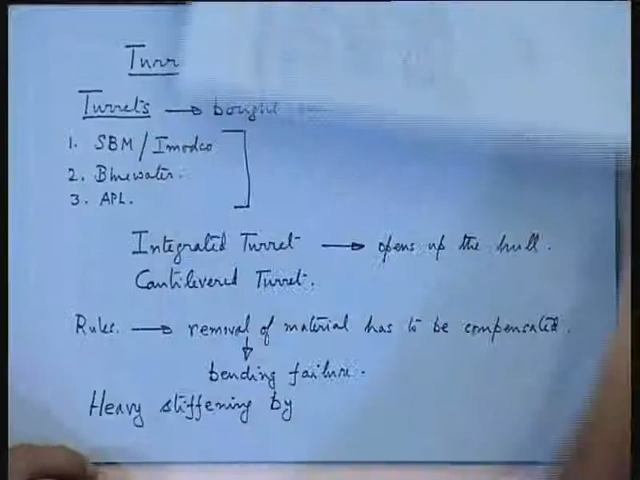 Turr
Turrets → bought
1. SBM/Imodco
2. Bluewater.
3. APL.
Integrated Turret → opens up the hull.
Cantilevered Turret.
Rules. → removal of material has to be compensated.
↓
bending failure.
Heavy stiffening by